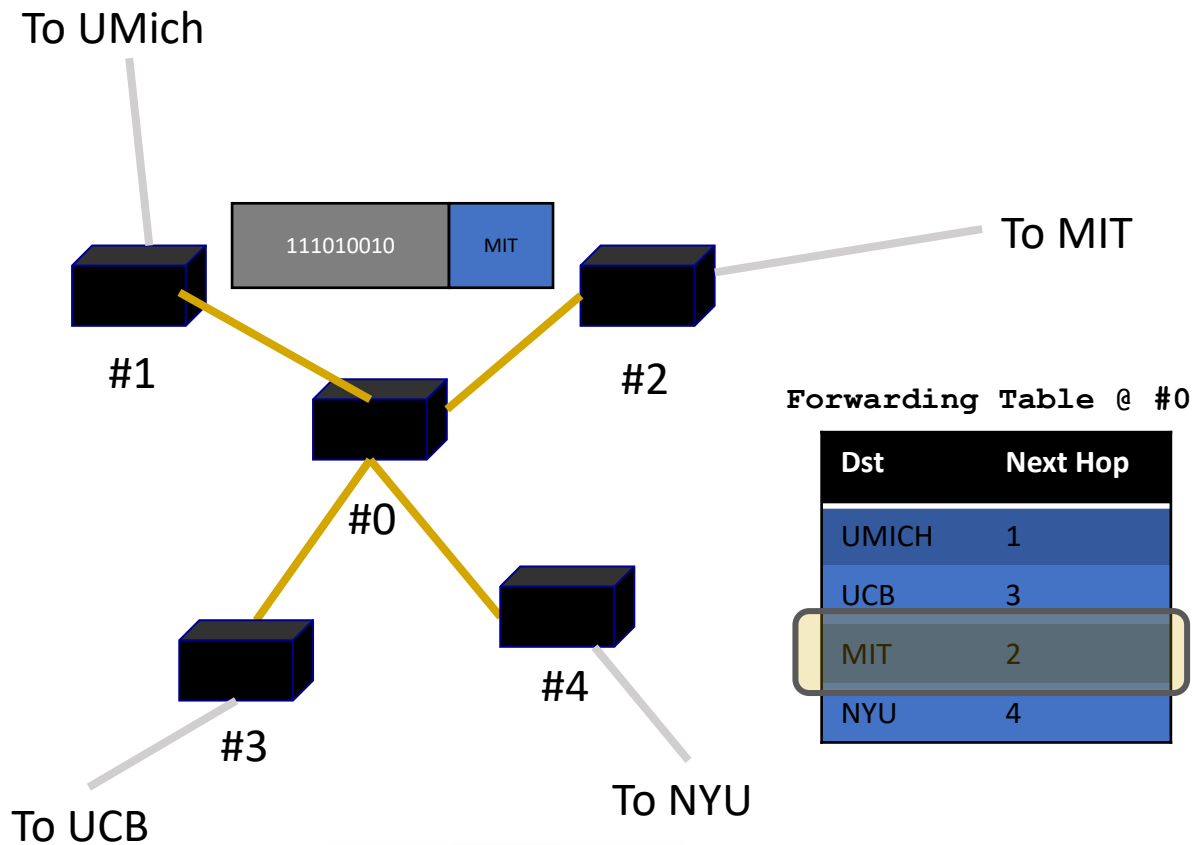 To UMich
111010010 MIT
To MIT
#1
#2
#0
Forwarding Table @ #0
Dst Next Hop
UMICH 1
UCB 3
MIT 2
NYU 4
#4
#3
To NYU
To UCB